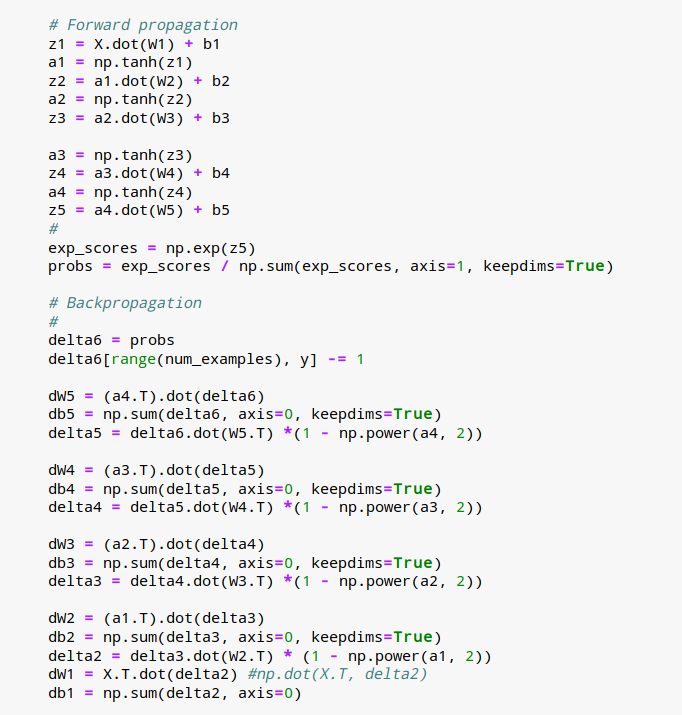 # Forward propagation
z1 = X.dot(W1) + b1
a1 = np.tanh(z1)
z2 = a1.dot(W2) + b2
a2 = np.tanh(z2)
z3 = a2.dot(W3) + b3
a3 = np.tanh(z3)
z4 = a3.dot(W4) + b4
a4 = np.tanh(z4)
z5 = a4.dot(W5) + b5
#
exp_scores = np.exp(z5)
probs = exp_scores / np.sum(exp_scores, axis=1, keepdims=True)
# Backpropagation
#
delta6 = probs
delta6[range(num_examples), y] -= 1
dW5 = (a4.T).dot(delta6)
db5 = np.sum(delta6, axis=0, keepdims=True)
delta5 = delta6.dot(W5.T) *(1 - np.power(a4, 2))
dW4 = (a3.T).dot(delta5)
db4 = np.sum(delta5, axis=0, keepdims=True)
delta4 = delta5.dot(W4.T) *(1 - np.power(a3, 2))
dW3 = (a2.T).dot(delta4)
db3 = np.sum(delta4, axis=0, keepdims=True)
delta3 = delta4.dot(W3.T) *(1 - np.power(a2, 2))
dW2 = (a1.T).dot(delta3)
db2 = np.sum(delta3, axis=0, keepdims=True)
delta2 = delta3.dot(W2.T) * (1 - np.power(a1, 2))
dW1 = X.T.dot(delta2) #np.dot(X.T, delta2)
db1 = np.sum(delta2, axis=0)